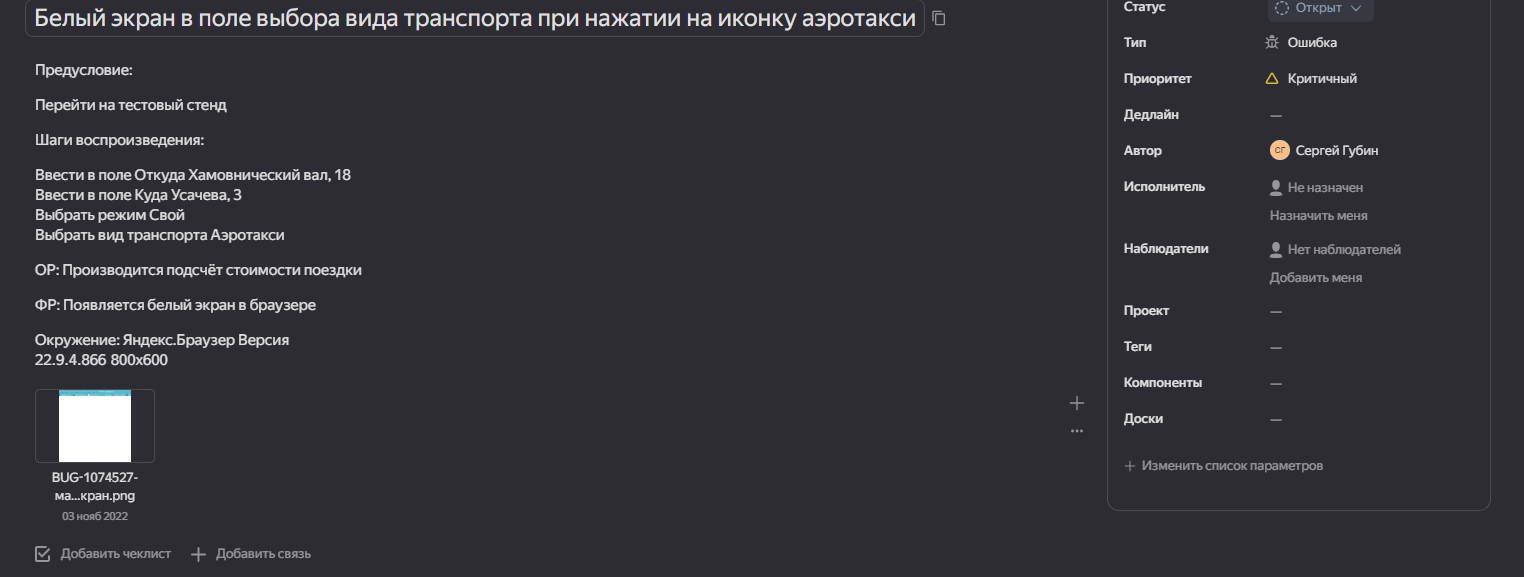 Белый экран в поле выбора вида транспорта при нажатии на иконку аэротакси
Предусловие:
Перейти на тестовый стенд
Шаги воспроизведения:
Ввести в поле Откуда Хамовнический вал, 18
Ввести в поле Куда Усачева, 3
Выбрать режим Свой
Выбрать вид транспорта Аэротакси
ОР: Производится подсчёт стоимости поездки
ФР: Появляется белый экран в браузере
Окружение: Яндекс.Браузер Версия
22.9.4.866 800x600
BUG-1074527-
ма...кран.png
03 нояб 2022
Добавить чеклист
Добавить связь
Статус
Открыт
Тип
Ошибка
Приоритет
Критичный
Дедлайн
—
Автор
СГ Сергей Губин
Исполнитель
Не назначен
Назначить меня
Наблюдатели
Нет наблюдателей
Добавить меня
Проект
—
Теги
—
Компоненты
—
Доски
—
Изменить список параметров